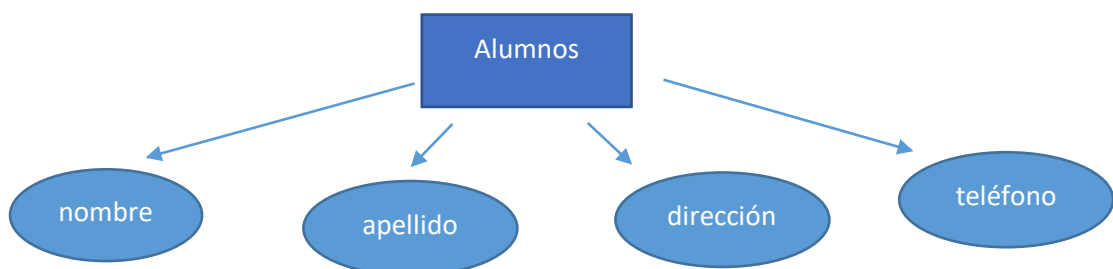 Alumnos
nombre
apellido
dirección
teléfono